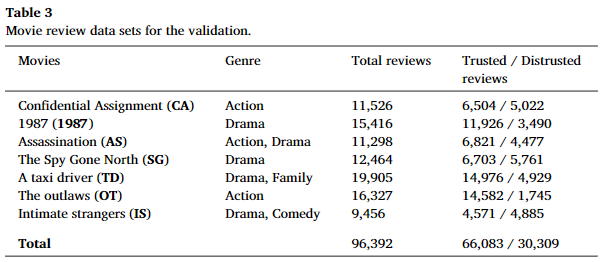 Table 3
Movie review data sets for the validation.
Movies Genre Total reviews Trusted / Distrusted
reviews
Confidential Assignment (CA) Action 11,526 6,504 / 5,022
1987 (1987) Drama 15,416 11,926 / 3,490
Assassination (AS) Action, Drama 11,298 6,821 / 4,477
The Spy Gone North (SG) Drama 12,464 6,703 / 5,761
A taxi driver (TD) Drama, Family 19,905 14,976 / 4,929
The outlaws (OT) Action 16,327 14,582 / 1,745
Intimate strangers (IS) Drama, Comedy 9,456 4,571 / 4,885
Total 96,392 66,083 / 30,309